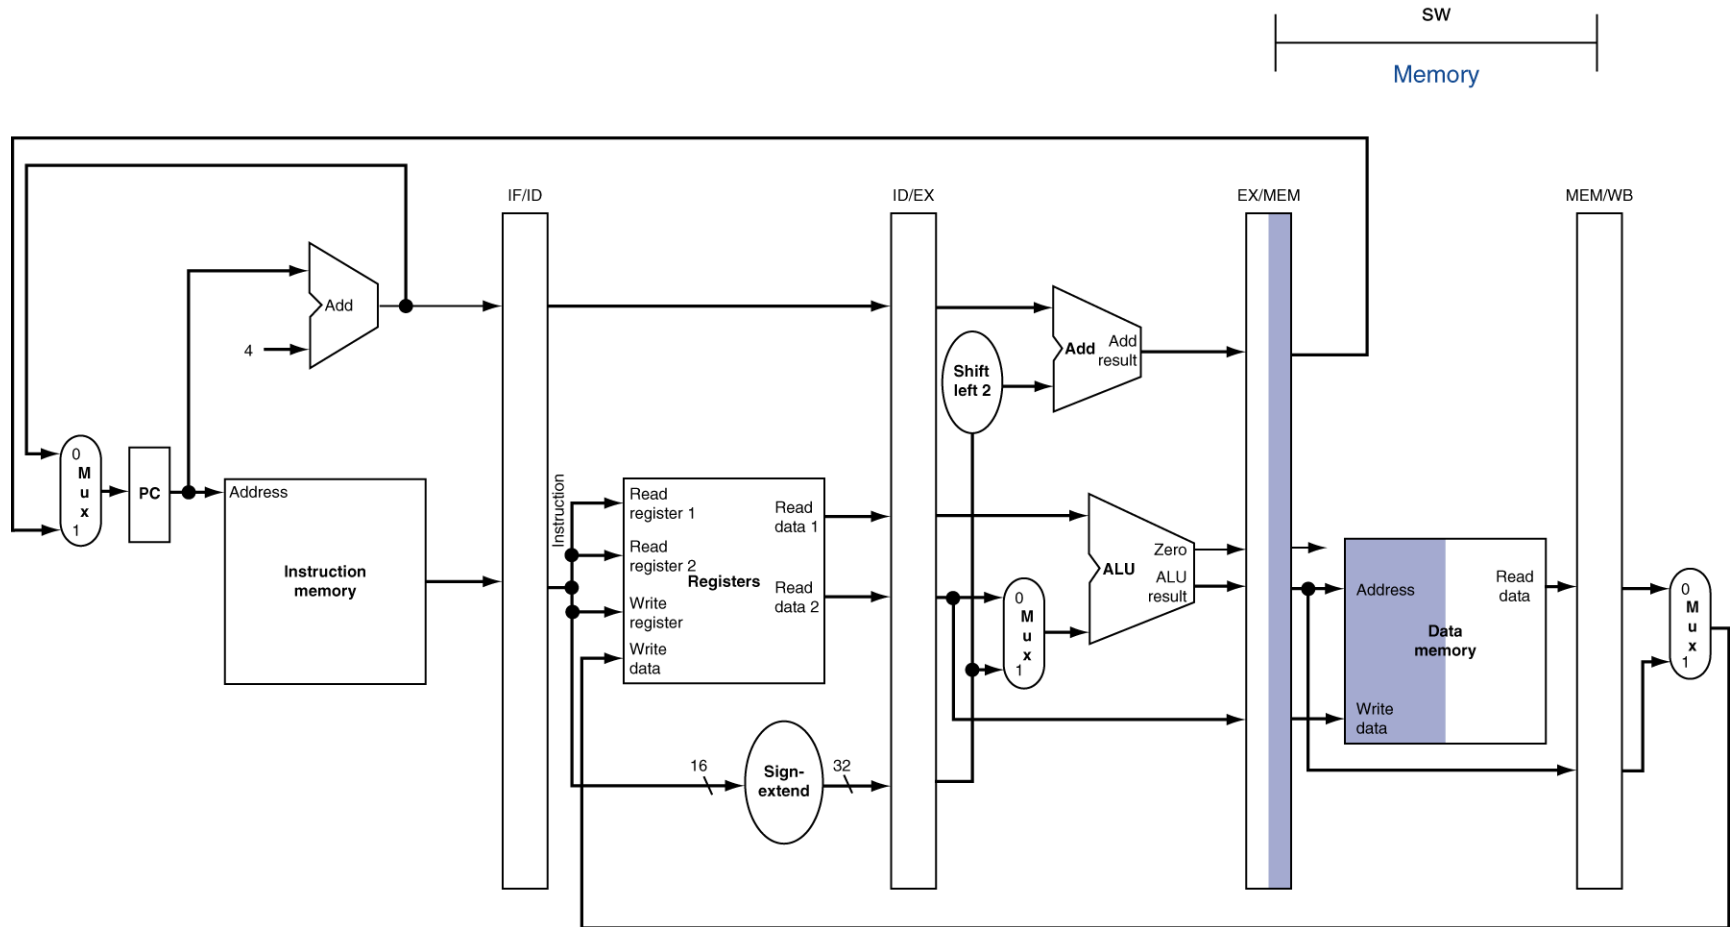 SW
Memory
IF/ID
ID/EX
EX/MEM
MEM/WB
Add
4
Add
Add
result
Shift
left 2
0
M
u
x
1
PC
Address
Instruction
memory
Instruction
Read
register 1
Read
register 2
Write
register
Write
data
Registers
Read
data 1
Read
data 2
16
Sign-
extend
32
0
M
u
x
1
ALU
Zero
ALU
result
Address
Read
data
Data
memory
Write
data
0
M
u
x
1